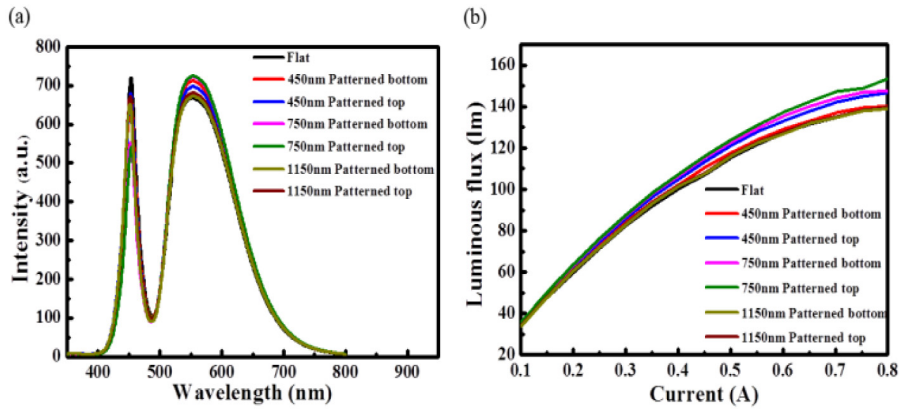 (a)
800
700
600
500
400
300
200
100
0
Intensity (a.u.)
400 500 600 700 800 900
Wavelength (nm)
Flat
450nm Patterned bottom
450nm Patterned top
750nm Patterned bottom
750nm Patterned top
1150nm Patterned bottom
1150nm Patterned top
(b)
160
140
120
100
80
60
40
20
Luminous flux (lm)
0.1 0.2 0.3 0.4 0.5 0.6 0.7 0.8
Current (A)
Flat
450nm Patterned bottom
450nm Patterned top
750nm Patterned bottom
750nm Patterned top
1150nm Patterned bottom
1150nm Patterned top